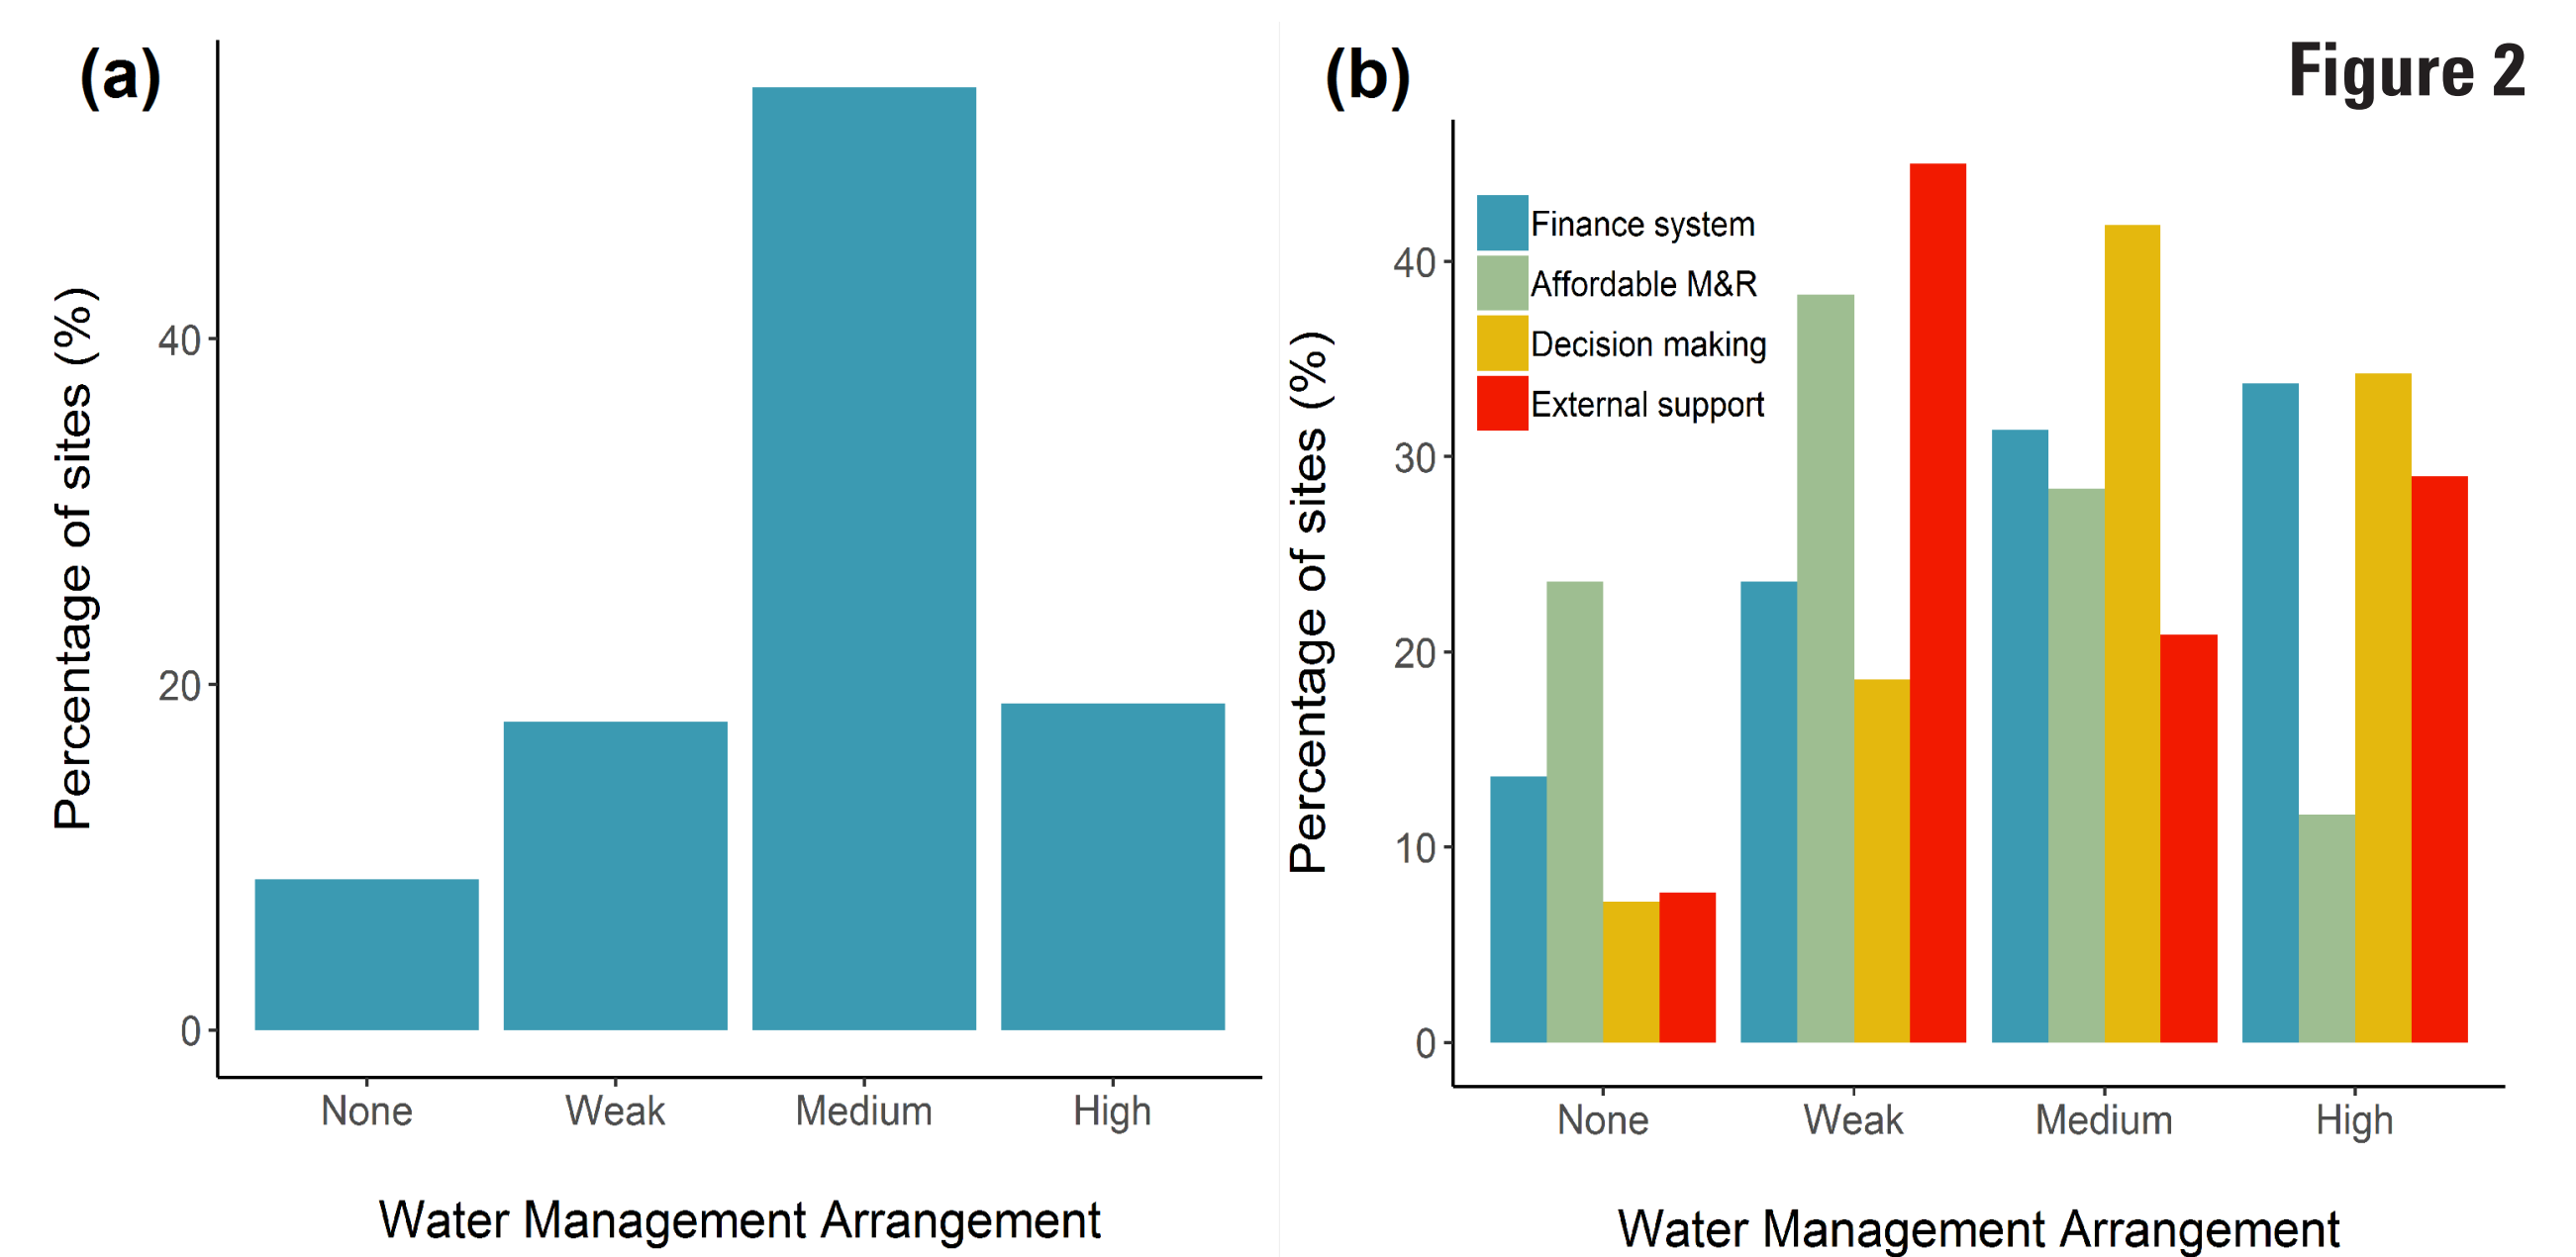 (a)
Percentage of sites (%)
40
20
0
None Weak Medium High
Water Management Arrangement
(b)
Figure 2
Finance system
Affordable M&R
Decision making
External support
Percentage of sites (%)
40
30
20
10
0
None Weak Medium High
Water Management Arrangement